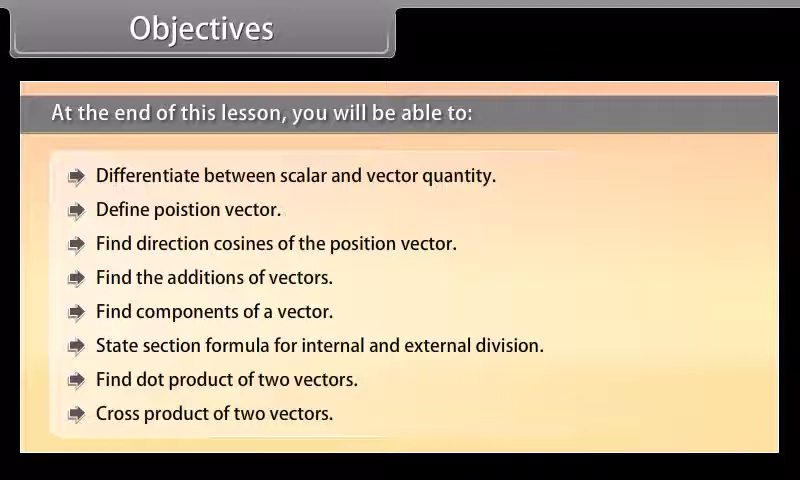 Objectives
At the end of this lesson, you will be able to:
Differentiate between scalar and vector quantity.
Define poistion vector.
Find direction cosines of the position vector.
Find the additions of vectors.
Find components of a vector.
State section formula for internal and external division.
Find dot product of two vectors.
Cross product of two vectors.